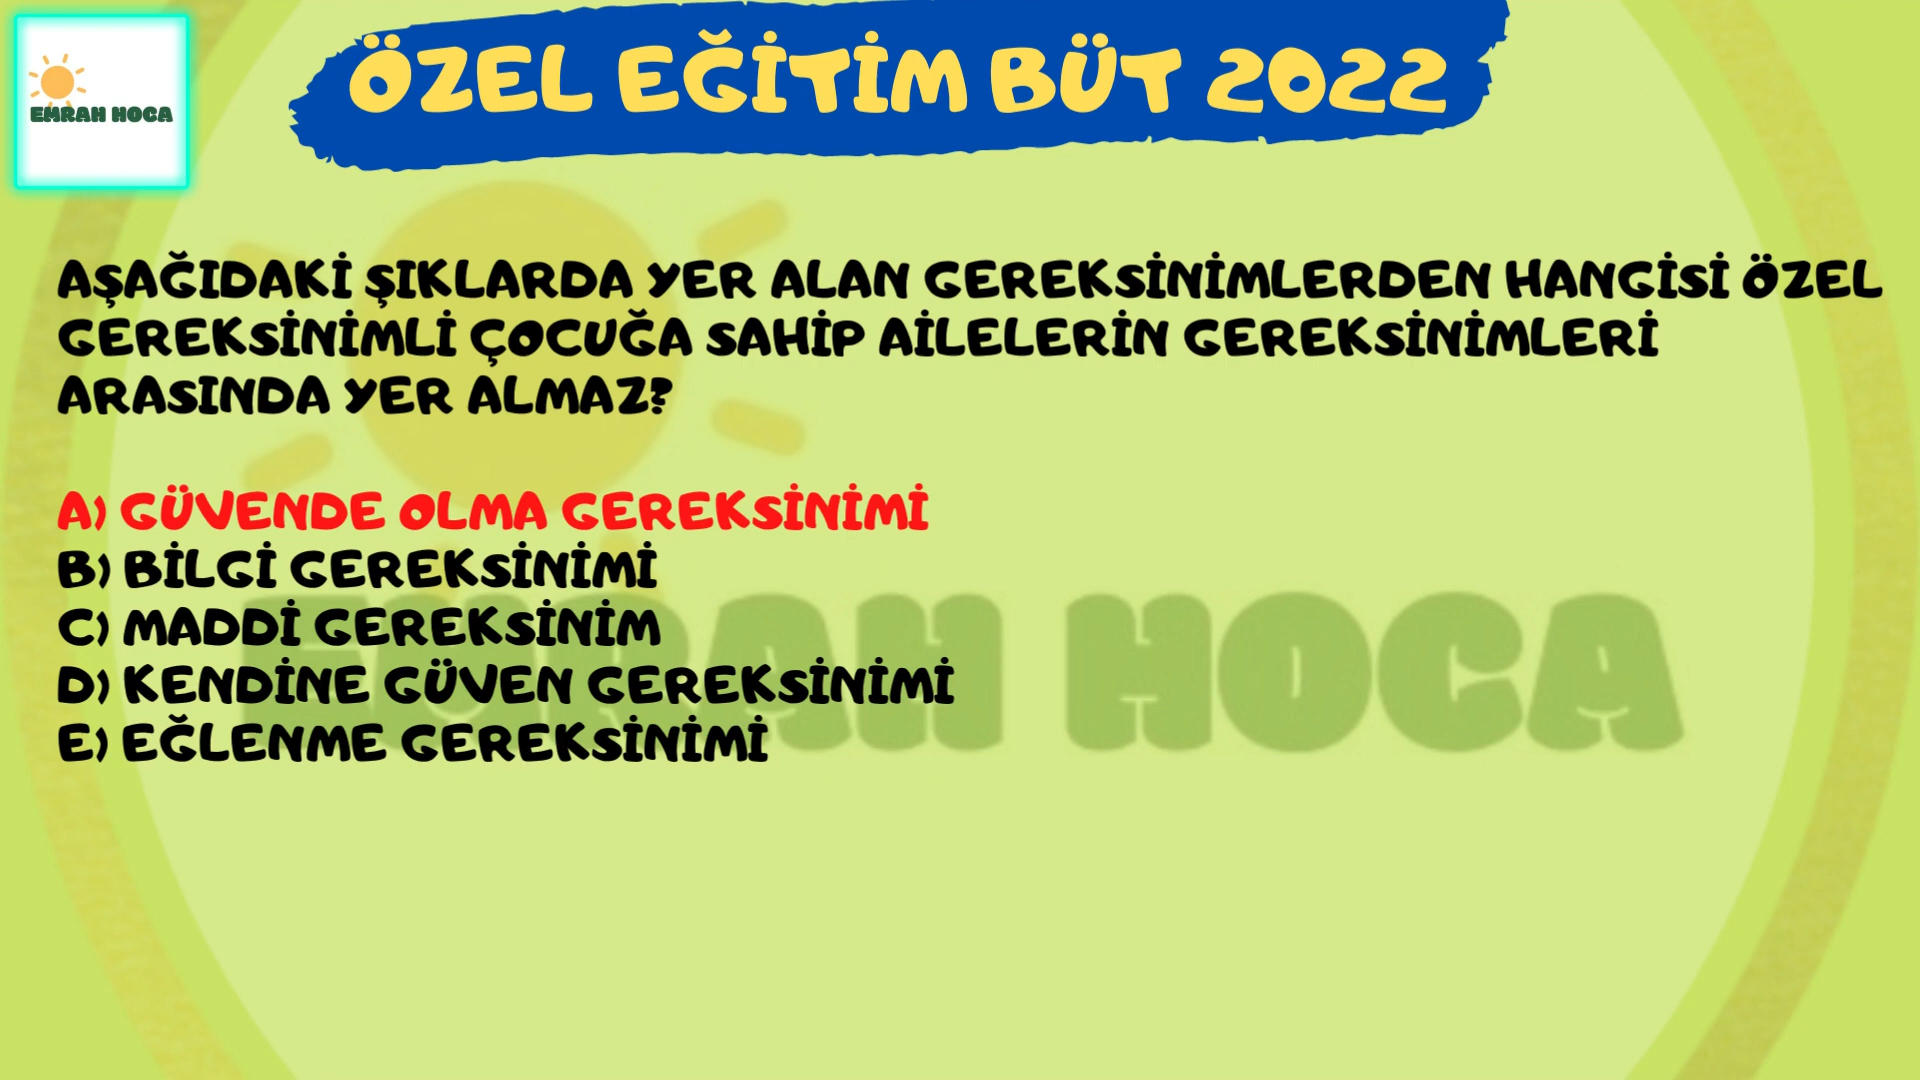 EMRAH HOCA
ÖZEL EĞİTİM BÜT 2022
AŞAĞIDAKİ ŞIKLARDA YER ALAN GEREKSİNİMLERDEN HANGİSİ ÖZEL
GEREKSİNİMLİ ÇOCUĞA SAHİP AİLELERİN GEREKSİNİMLERİ
ARASINDA YER ALMAZ?
A) GÜVENDE OLMA GEREKSİNİMİ
B) BİLGİ GEREKSİNİMİ
C) MADDİ GEREKSİNİM
D) KENDİNE GÜVEN GEREKSİNİMİ
E) EĞLENME GEREKSİNİMİ
EMRAH HOCA